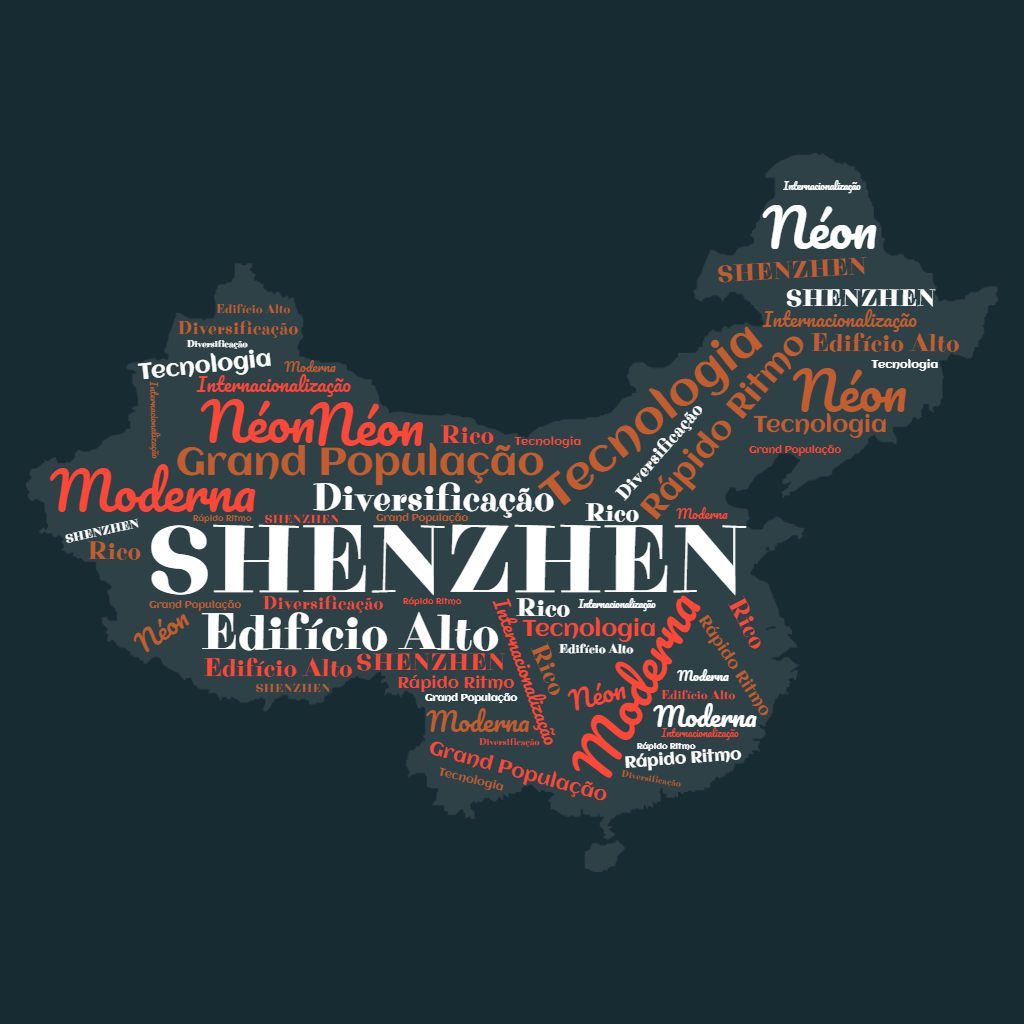 Internacionalização
Néon
SHENZHEN
SHENZHEN
Edifício Alto
Internacionalização
Diversificação
Tecnologia
Rápido Ritmo
Edifício Alto
Diversificação
Tecnologia
Tecnologia
Moderna
Internacionalização
Internacionalização
Néon
Néon
Néon
Diversificação
Tecnologia
Rico
Tecnologia
Grand População
Grand População
Moderna
Diversificação
Rico
Moderna
Rápido Ritmo
SHENZHEN
Grand População
SHENZHEN
Rico
SHENZHEN
Grand População
Diversificação
Rápido Ritmo
Rico
Internacionalização
Rico
Néon
Edifício Alto
Internacionalização
Tecnologia
Moderna
Rápido Ritmo
Edifício Alto
Rico
Edifício Alto
SHENZHEN
Moderna
Rápido Ritmo
SHENZHEN
Grand População
Néon
Edifício Alto
Moderna
Moderna
Internacionalização
Diversificação
Rápido Ritmo
Rápido Ritmo
Grand População
Tecnologia
Diversificação